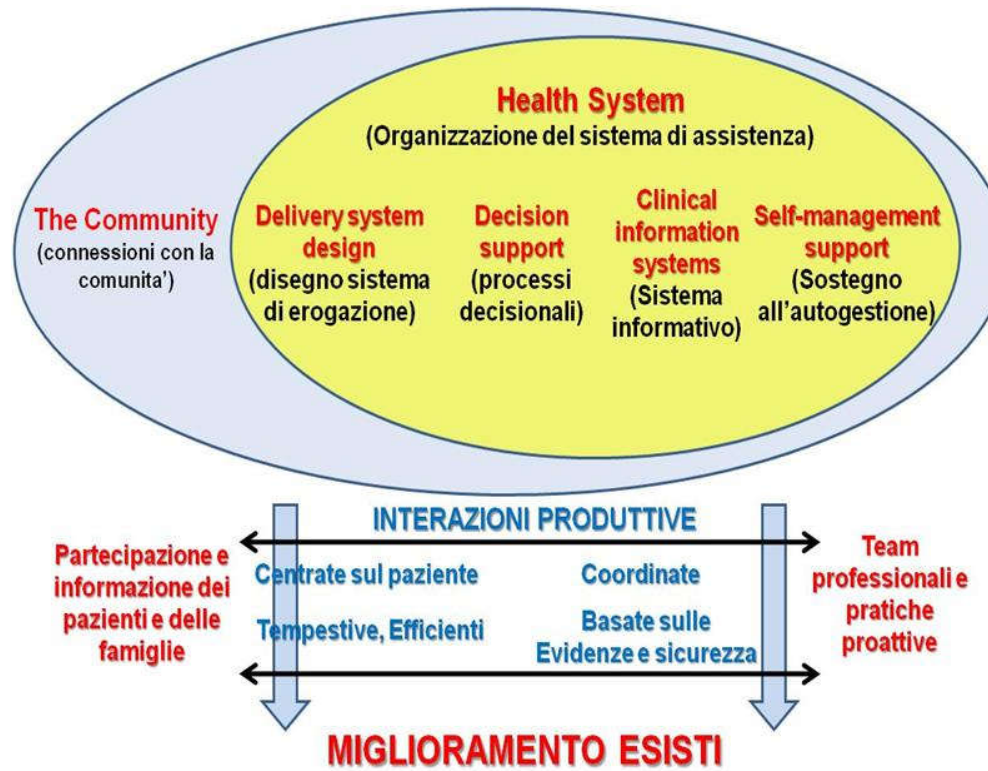 Health System
(Organizzazione del sistema di assistenza)
The Community
(connessioni con la
comunita')
Delivery system
design
(disegno sistema
di erogazione)
Decision
support
(processi
decisionali)
Clinical
information
systems
(Sistema
informativo)
Self-management
support
(Sostegno
all'autogestione)
INTERAZIONI PRODUTTIVE
Partecipazione e
informazione dei
pazienti e delle
famiglie
Centrate sul paziente
Tempestive, Efficienti
Coordinate
Basate sulle
Evidenze e sicurezza
Team
professionali e
pratiche
proattive
MIGLIORAMENTO ESISTI